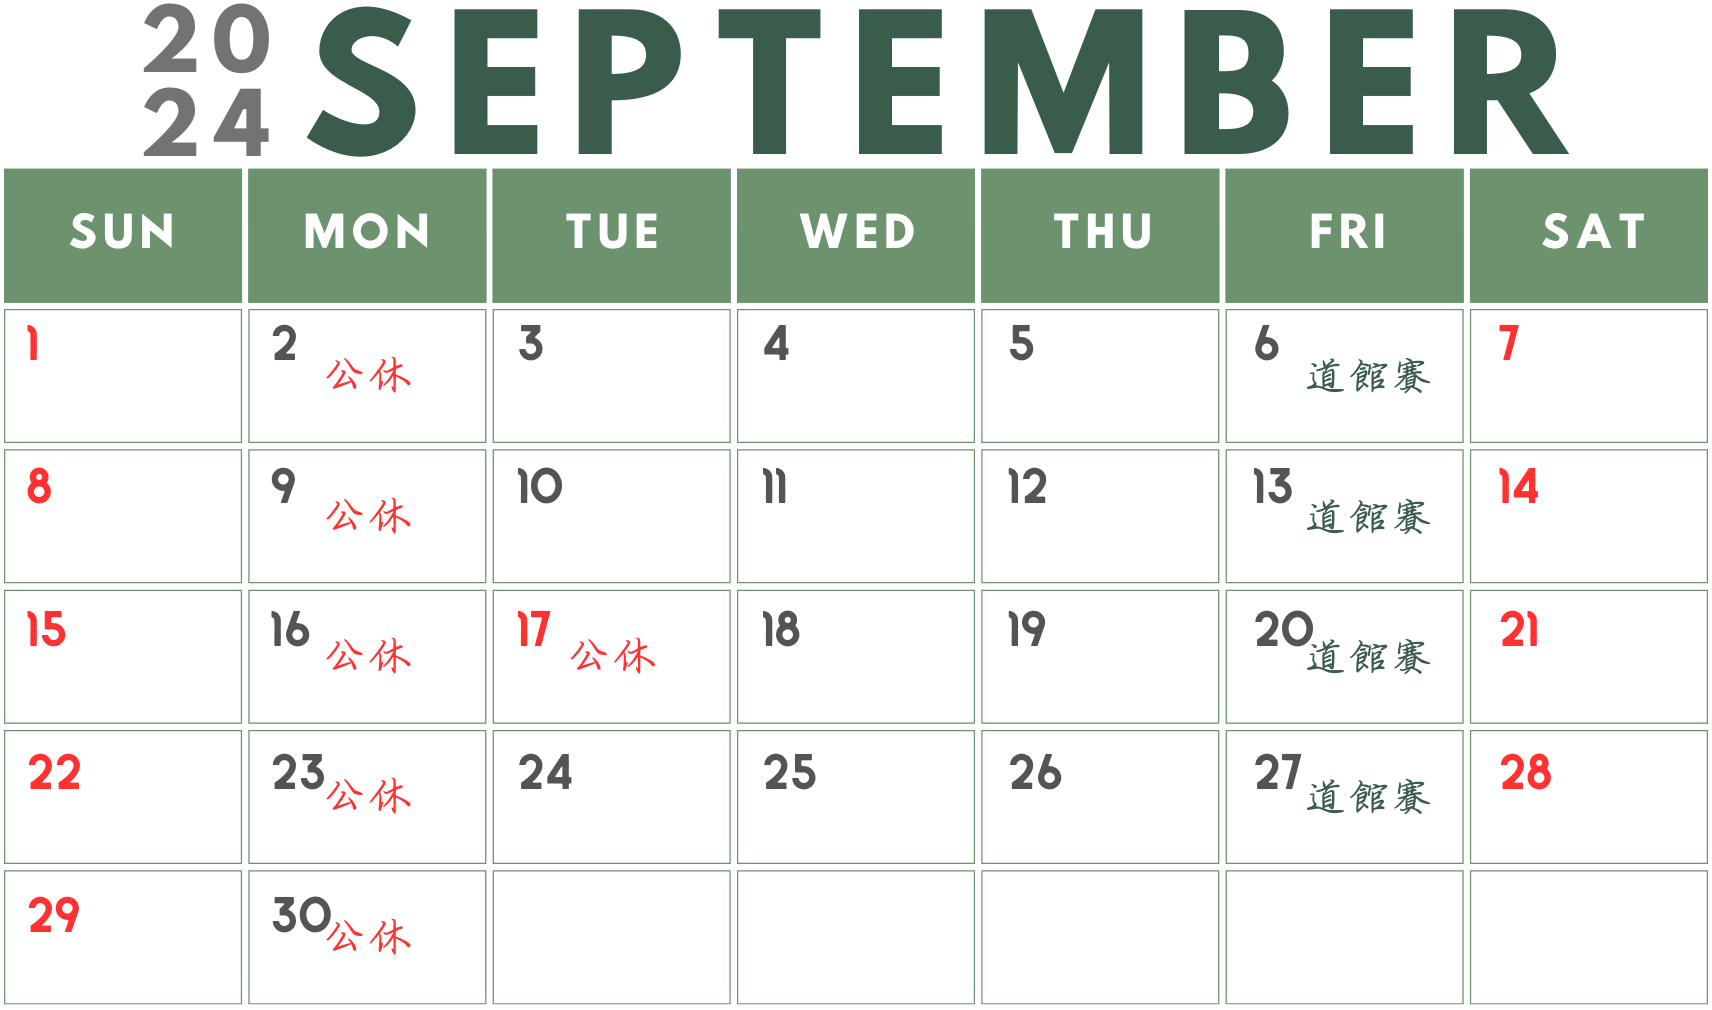 20
24
SEPTEMBER
SUN MON TUE WED THU FRI SAT
1 2 公休 3 4 5 6 道館賽 7
8 9 公休 10 11 12 13 道館賽 14
15 16 公休 17 公休 18 19 20 道館賽 21
22 23 公休 24 25 26 27 道館賽 28
29 30 公休